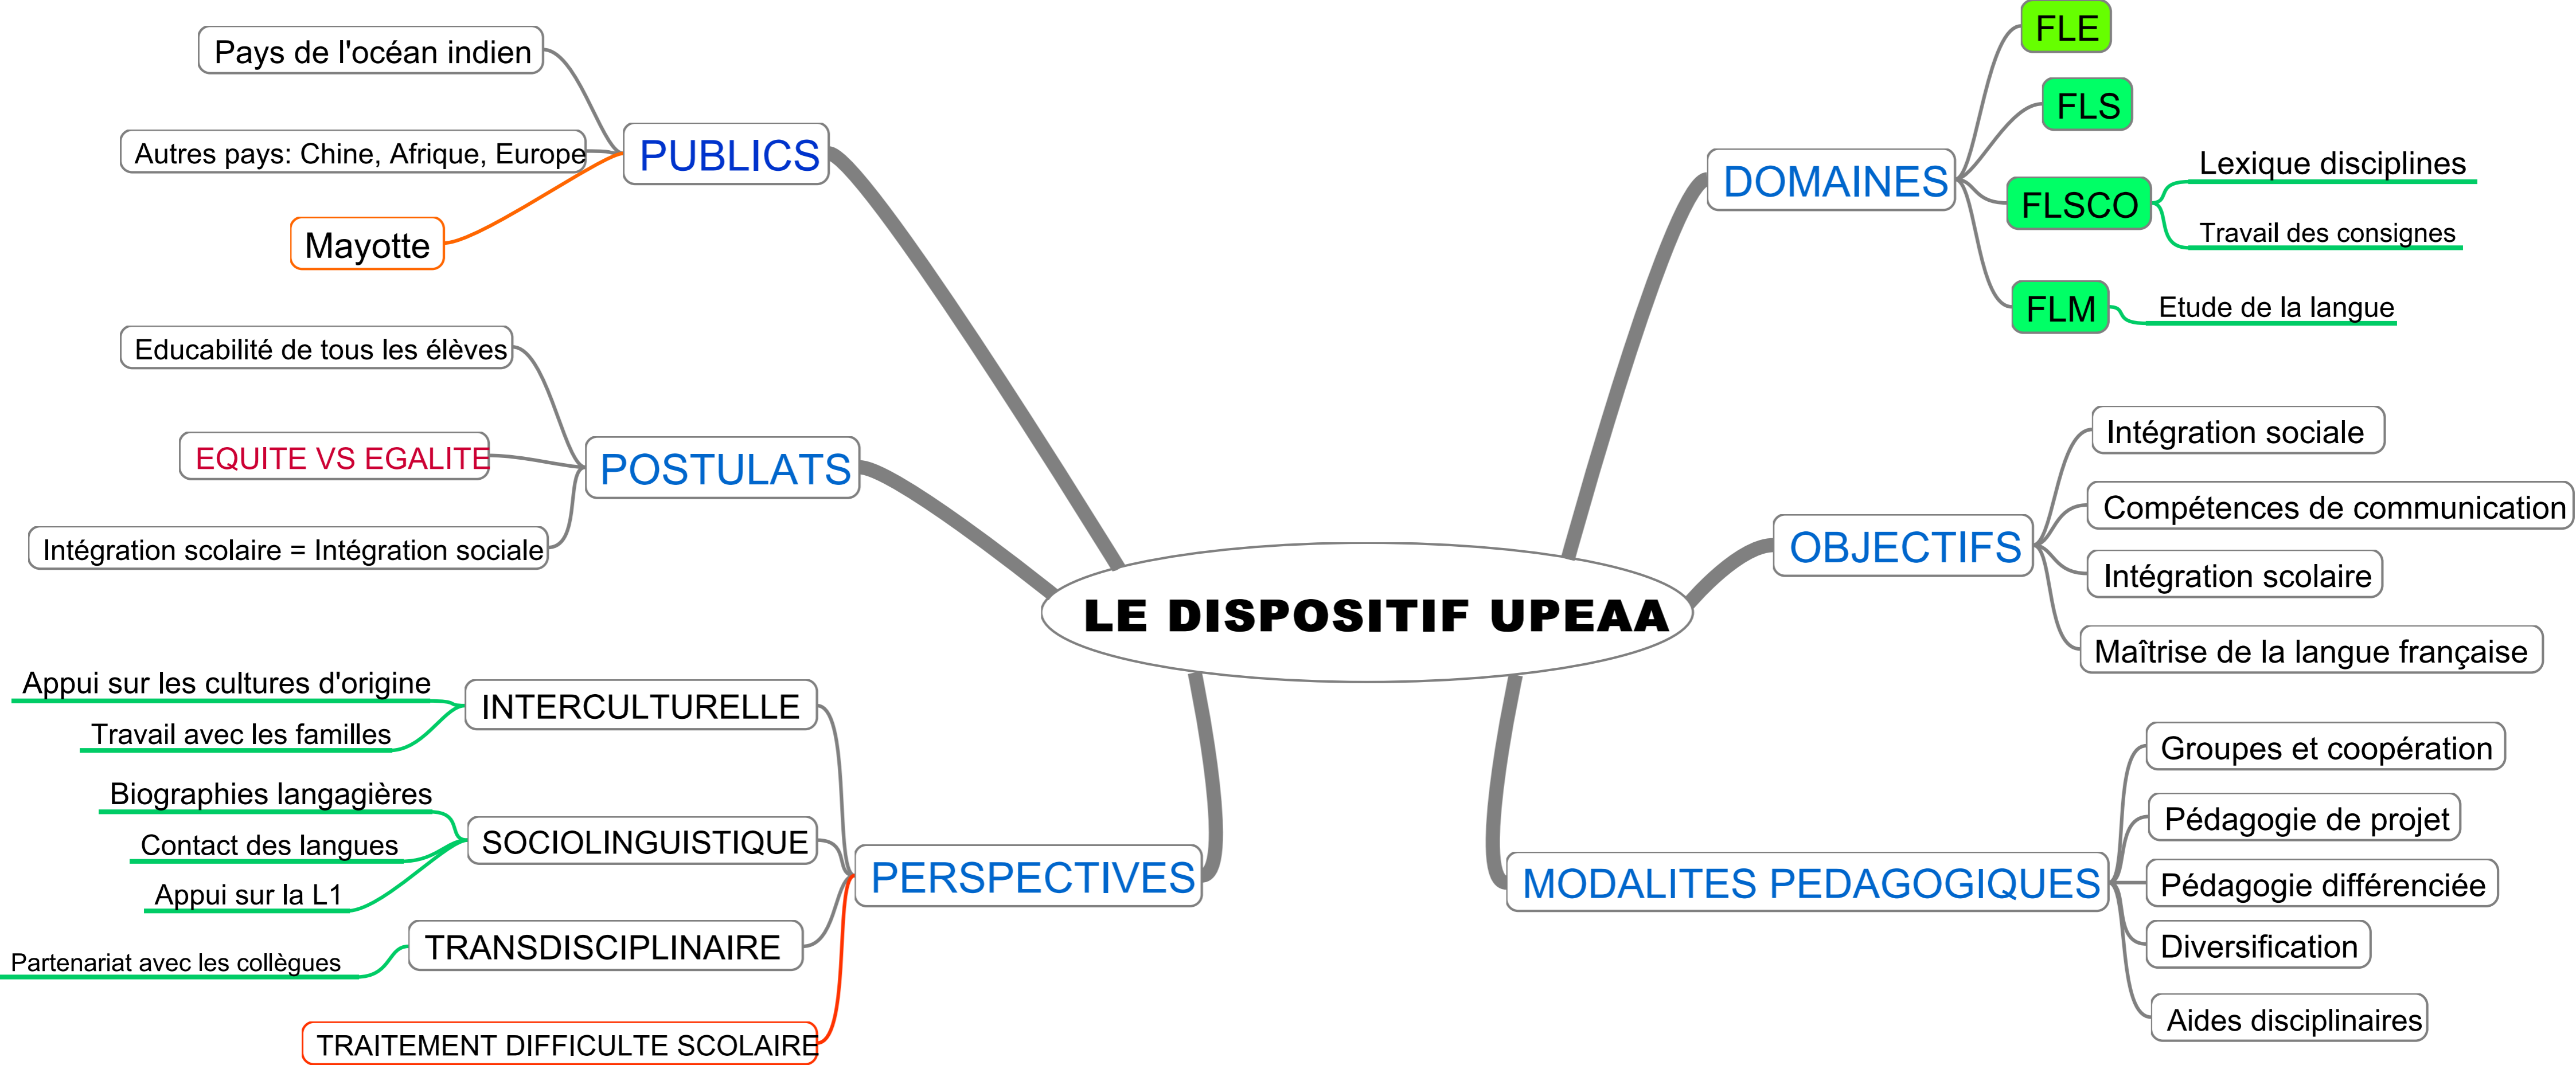 LE DISPOSITIF UPEAA
PUBLICS
Pays de l'océan indien
Autres pays: Chine, Afrique, Europe
Mayotte
POSTULATS
Educabilité de tous les élèves
EQUITE VS EGALITE
Intégration scolaire = Intégration sociale
PERSPECTIVES
INTERCULTURELLE
Appui sur les cultures d'origine
Travail avec les familles
SOCIOLINGUISTIQUE
Biographies langagières
Contact des langues
Appui sur la L1
TRANSDISCIPLINAIRE
Partenariat avec les collègues
TRAITEMENT DIFFICULTE SCOLAIRE
DOMAINES
FLE
FLS
FLSCO
Lexique disciplines
Travail des consignes
FLM
Etude de la langue
OBJECTIFS
Intégration sociale
Compétences de communication
Intégration scolaire
Maîtrise de la langue française
MODALITES PEDAGOGIQUES
Groupes et coopération
Pédagogie de projet
Pédagogie différenciée
Diversification
Aides disciplinaires